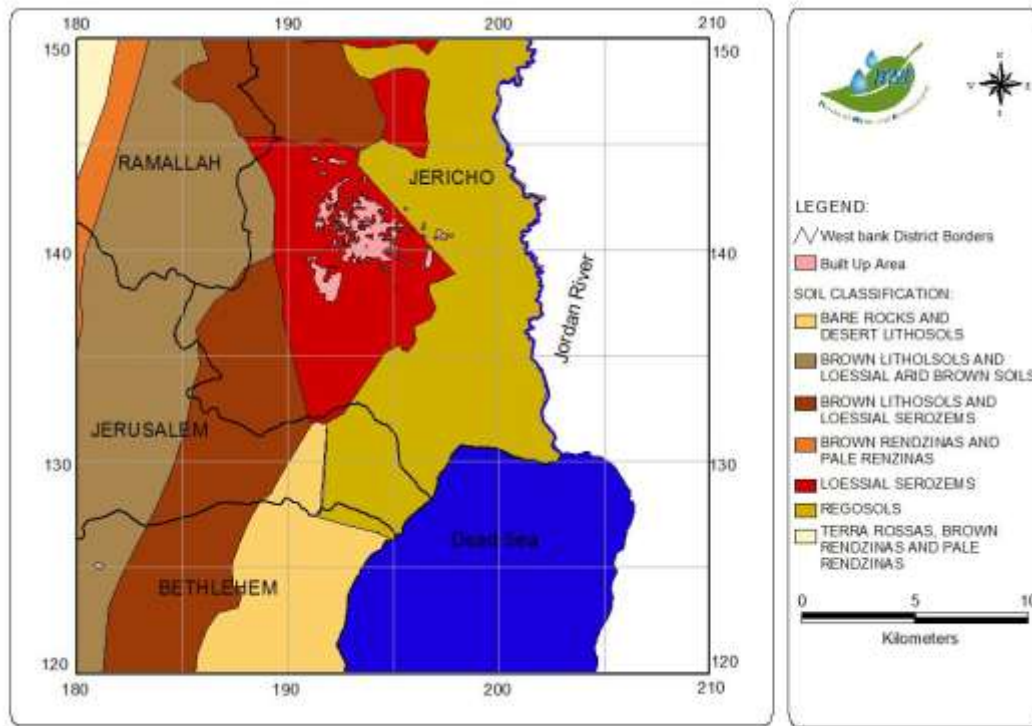 180
190
200
210
150
150
RAMALLAH
JERICHO
140
140
Jordan River
JERUSALEM
130
130
Dead Sea
BETHLEHEM
120
120
180
190
200
210
LEGEND:
West bank District Borders
Built Up Area
SOIL CLASSIFICATION:
BARE ROCKS AND
DESERT LITHOSOLS
BROWN LITHOLSOLS AND
LOESSIAL ARID BROWN SOILS
BROWN LITHOSOLS AND
LOESSIAL SEROZEMS
BROWN RENDZINAS AND
PALE RENZINAS
LOESSIAL SEROZEMS
REGOSOLS
TERRA ROSSAS, BROWN
RENDZINAS AND PALE
RENDZINAS
0 5 10
Kilometers